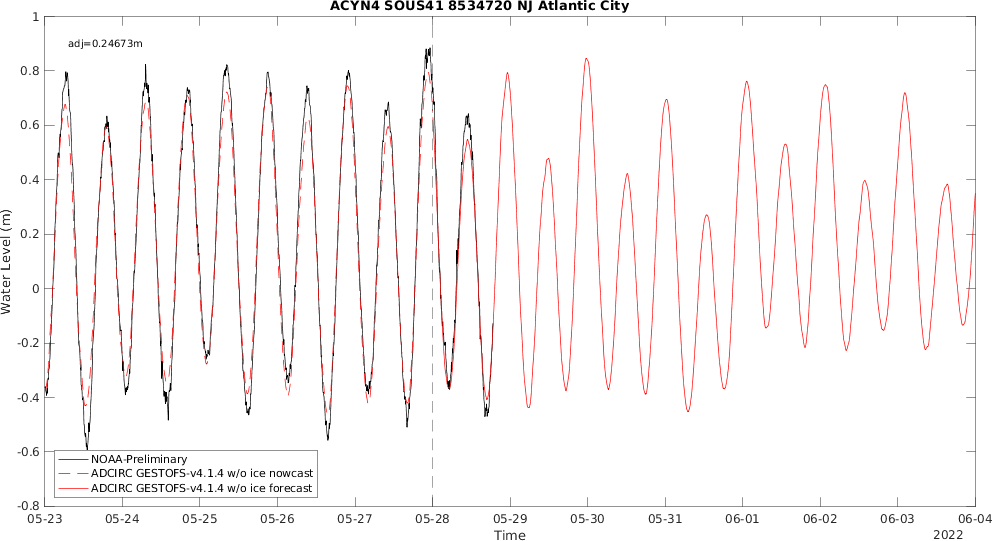 ACYN4 SOUS41 8534720 NJ Atlantic City
adj=0.24673m
Water Level (m)
1
0.8
0.6
0.4
0.2
0
-0.2
-0.4
-0.6
-0.8
NOAA-Preliminary
ADCIRC GESTOFS-v4.1.4 w/o ice nowcast
ADCIRC GESTOFS-v4.1.4 w/o ice forecast
05-23 05-24 05-25 05-26 05-27 05-28 05-29 05-30 05-31 06-01 06-02 06-03 06-04
Time
2022